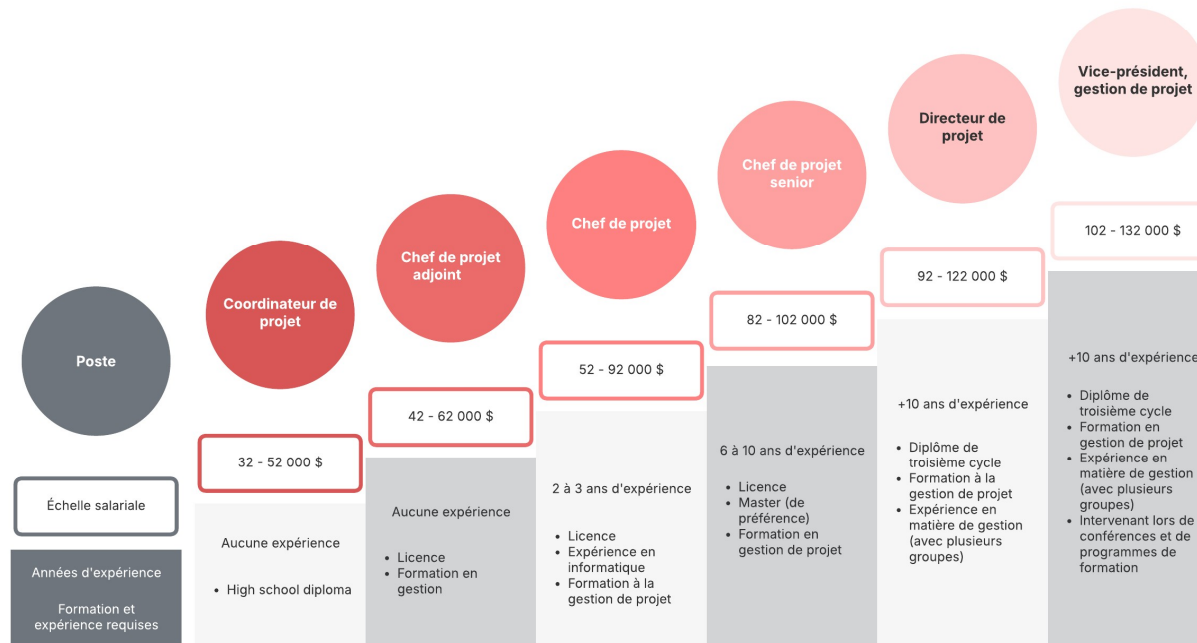 Poste
Échelle salariale
Années d'expérience
Formation et
expérience requises
Coordinateur de
projet
32 - 52 000 $
Aucune expérience
• High school diploma
Chef de projet
adjoint
42 - 62 000 $
Aucune expérience
• Licence
• Formation en
gestion
Chef de projet
52 - 92 000 $
2 à 3 ans d'expérience
• Licence
• Expérience en
informatique
• Formation à la
gestion de projet
Chef de projet
senior
82 - 102 000 $
6 à 10 ans d'expérience
• Licence
• Master (de
préférence)
• Formation en
gestion de projet
Directeur de
projet
92 - 122 000 $
+10 ans d'expérience
• Diplôme de
troisième cycle
• Formation à la
gestion de projet
• Expérience en
matière de gestion
(avec plusieurs
groupes)
Vice-président,
gestion de projet
102 - 132 000 $
+10 ans d'expérience
• Diplôme de
troisième cycle
• Formation en
gestion de projet
• Expérience en
matière de gestion
(avec plusieurs
groupes)
• Intervenant lors de
conférences et de
programmes de
formation